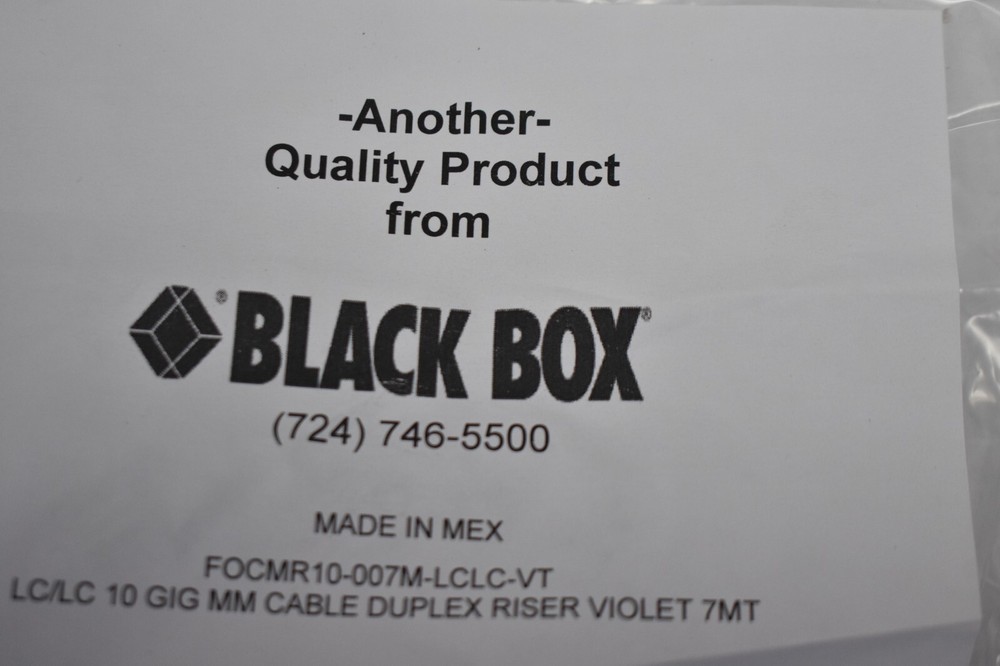 -Another-
Quality Product
from
® BLACK BOX®
(724) 746-5500
MADE IN MEX
FOCMR10-007M-LCLC-VT
LC/LC 10 GIG MM CABLE DUPLEX RISER VIOLET 7MT